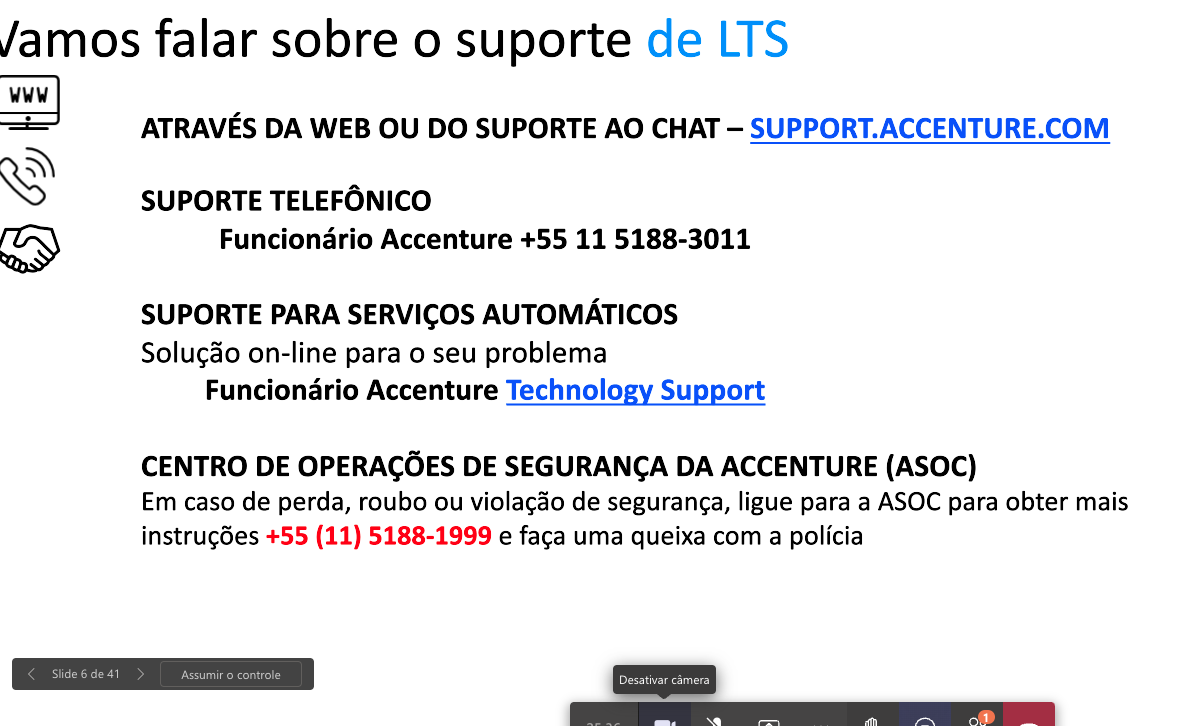 Vamos falar sobre o suporte de LTS
WWW
ATRAVÉS DA WEB OU DO SUPORTE AO CHAT – SUPPORT.ACCENTURE.COM
SUPORTE TELEFÔNICO
Funcionário Accenture +55 11 5188-3011
SUPORTE PARA SERVIÇOS AUTOMÁTICOS
Solução on-line para o seu problema
Funcionário Accenture Technology Support
CENTRO DE OPERAÇÕES DE SEGURANÇA DA ACCENTURE (ASOC)
Em caso de perda, roubo ou violação de segurança, ligue para a ASOC para obter mais
instruções +55 (11) 5188-1999 e faça uma queixa com a polícia
Slide 6 de 41
Assumir o controle
Desativar câmera
1